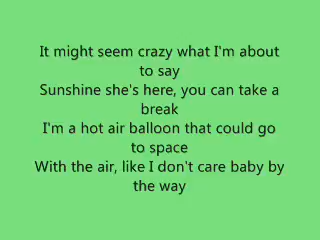 It might seem crazy what I'm about
to say
Sunshine she's here, you can take a
break
I'm a hot air balloon that could go
to space
With the air, like I don't care baby by
the way